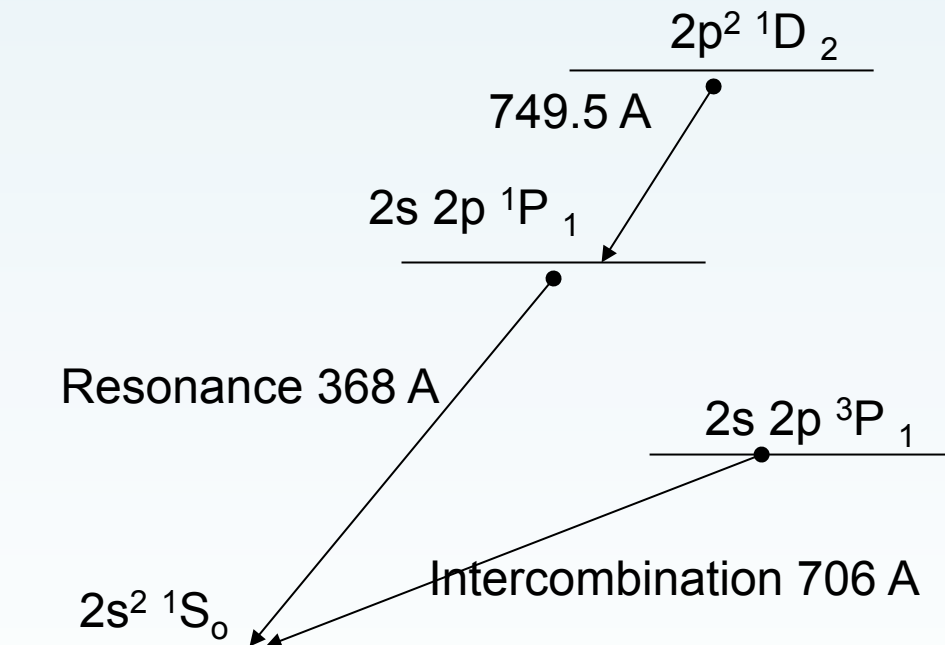 2p² ¹D ₂
749.5 A
2s 2p ¹P ₁
Resonance 368 A
2s 2p ³P ₁
Intercombination 706 A
2s² ¹Sₒ